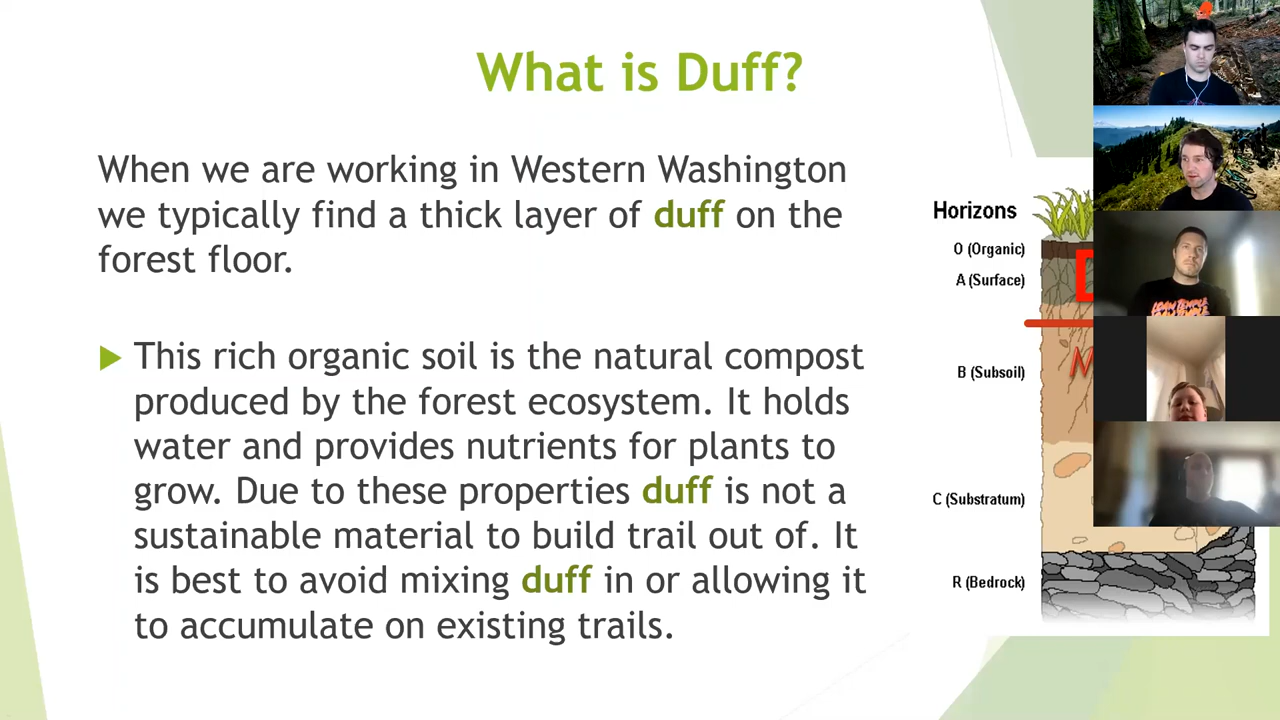 What is Duff?
When we are working in Western Washington
we typically find a thick layer of duff on the
forest floor.
This rich organic soil is the natural compost
produced by the forest ecosystem. It holds
water and provides nutrients for plants to
grow. Due to these properties duff is not a
sustainable material to build trail out of. It
is best to avoid mixing duff in or allowing it
to accumulate on existing trails.
Horizons
O (Organic)
A (Surface)
B (Subsoil)
C (Substratum)
R (Bedrock)